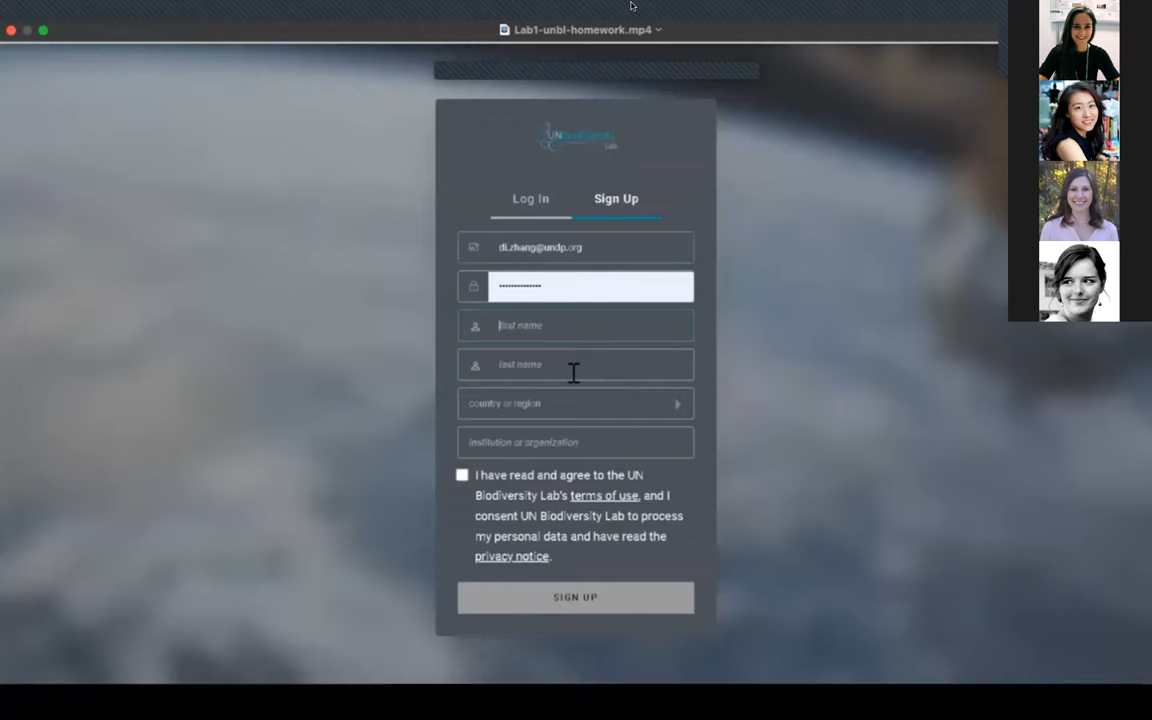 Lab1-unbl-homework.mp4
UNBiodiversity
Lab
Log In
Sign Up
di.zhang@undp.org
first name
last name
country or region
institution or organization
I have read and agree to the UN
Biodiversity Lab's terms of use, and I
consent UN Biodiversity Lab to process
my personal data and have read the
privacy notice.
SIGN UP